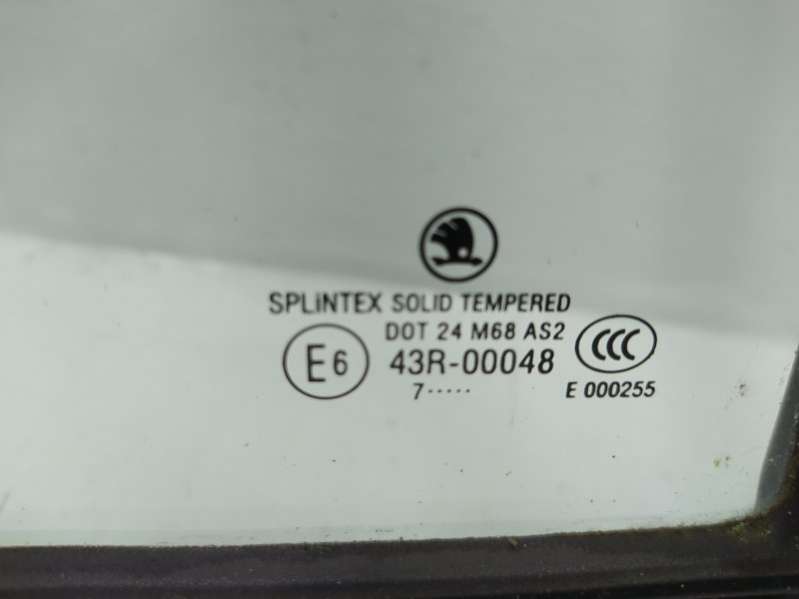 SPLiNTEX SOLID TEMPERED
DOT 24 M68 AS2
E6 43R-00048 CCC
7·····
E 000255